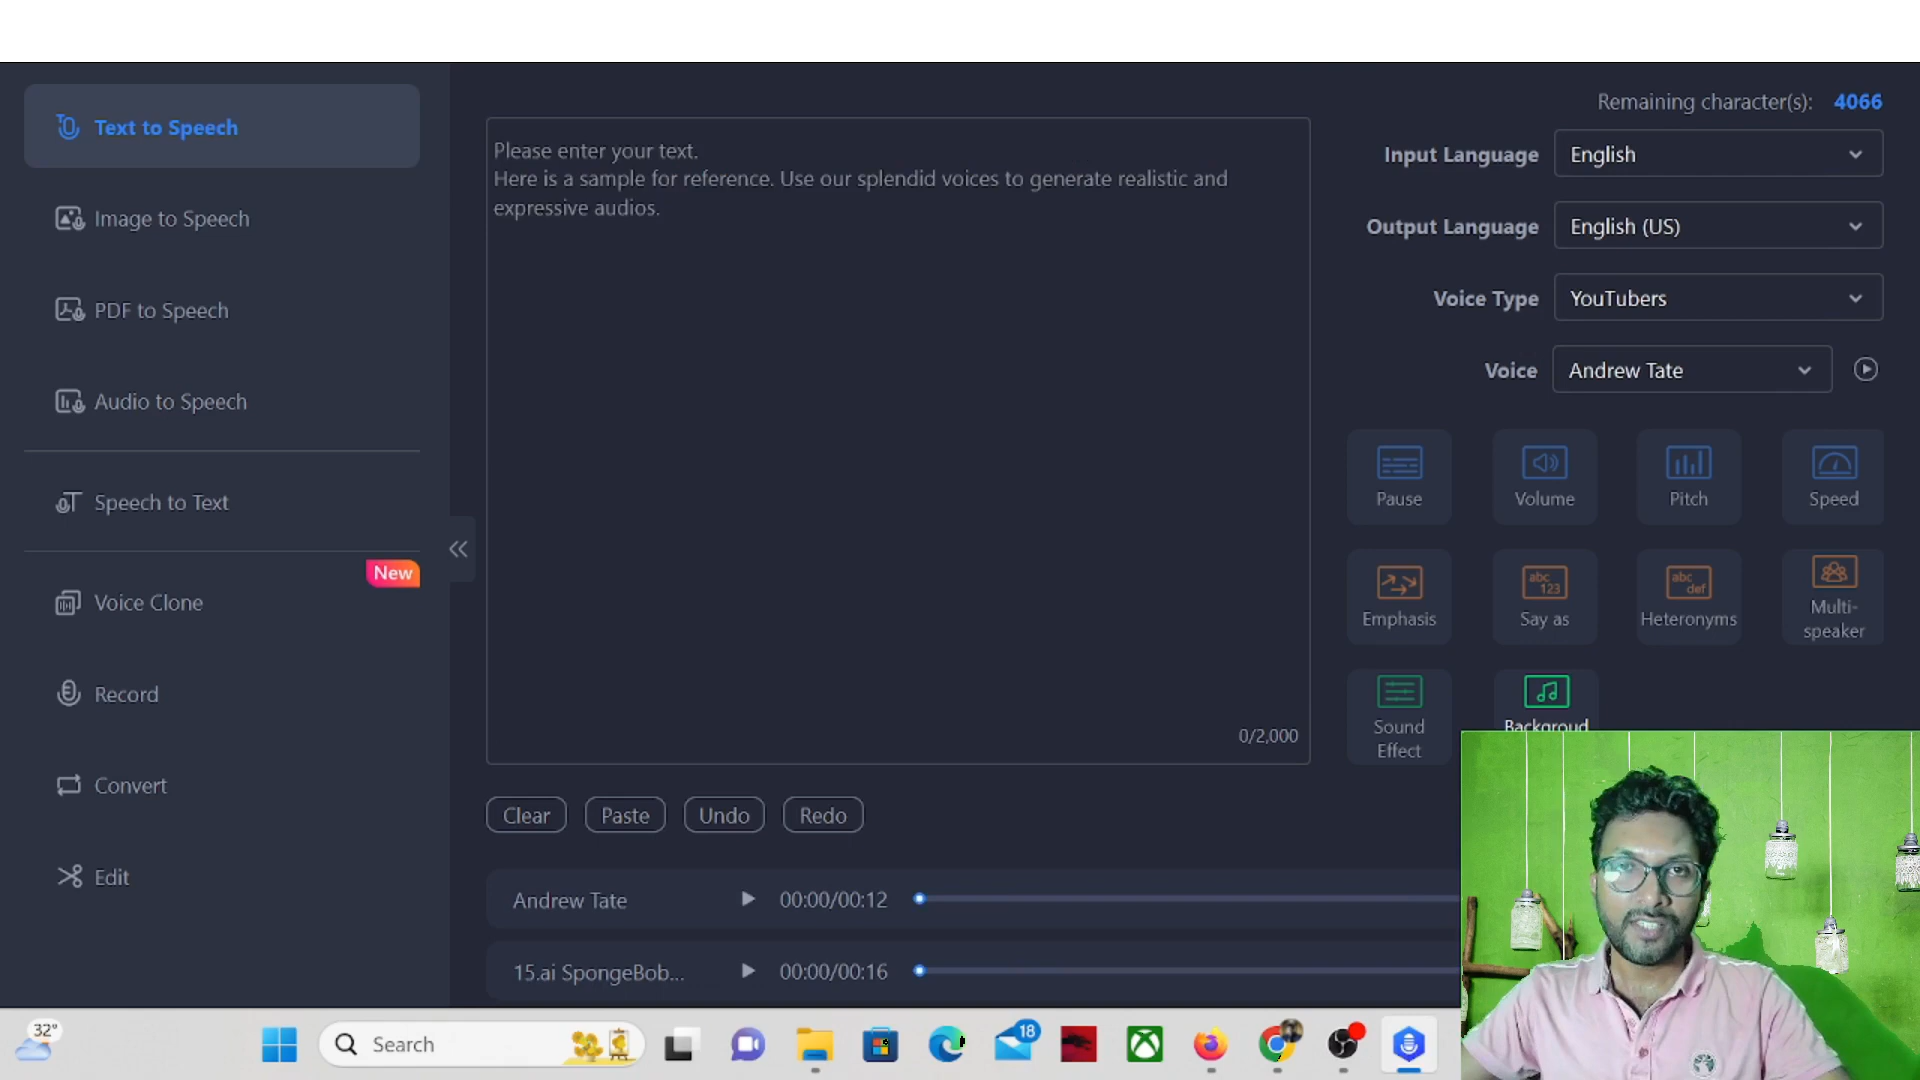 Text to Speech
Image to Speech
PDF to Speech
Audio to Speech
Speech to Text
New
Voice Clone
Record
Convert
Edit
Please enter your text.
Here is a sample for reference. Use our splendid voices to generate realistic and
expressive audios.
0/2,000
Clear
Paste
Undo
Redo
Andrew Tate
00:00/00:12
15.ai SpongeBob...
00:00/00:16
Remaining character(s): 4066
Input Language
English
Output Language
English (US)
Voice Type
YouTubers
Voice
Andrew Tate
Pause
Volume
Pitch
Speed
Emphasis
abc
123
Say as
abc
def
Heteronyms
Multi-
speaker
Sound
Effect
Backgroud
32°
Search
18